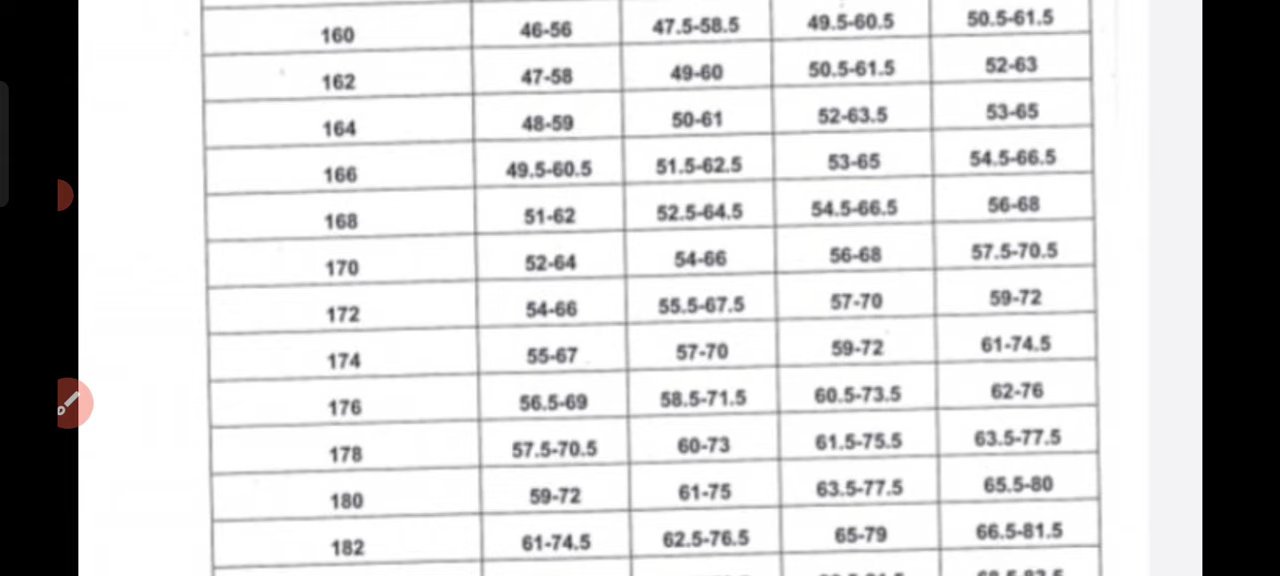 160 46-56 47.5-58.5 49.5-60.5 50.5-61.5
162 47-58 49-60 50.5-61.5 52-63
164 48-59 50-61 52-63.5 53-65
166 49.5-60.5 51.5-62.5 53-65 54.5-66.5
168 51-62 52.5-64.5 54.5-66.5 56-68
170 52-64 54-66 56-68 57.5-70.5
172 54-66 55.5-67.5 57-70 59-72
174 55-67 57-70 59-72 61-74.5
176 56.5-69 58.5-71.5 60.5-73.5 62-76
178 57.5-70.5 60-73 61.5-75.5 63.5-77.5
180 59-72 61-75 63.5-77.5 65.5-80
182 61-74.5 62.5-76.5 65-79 66.5-81.5